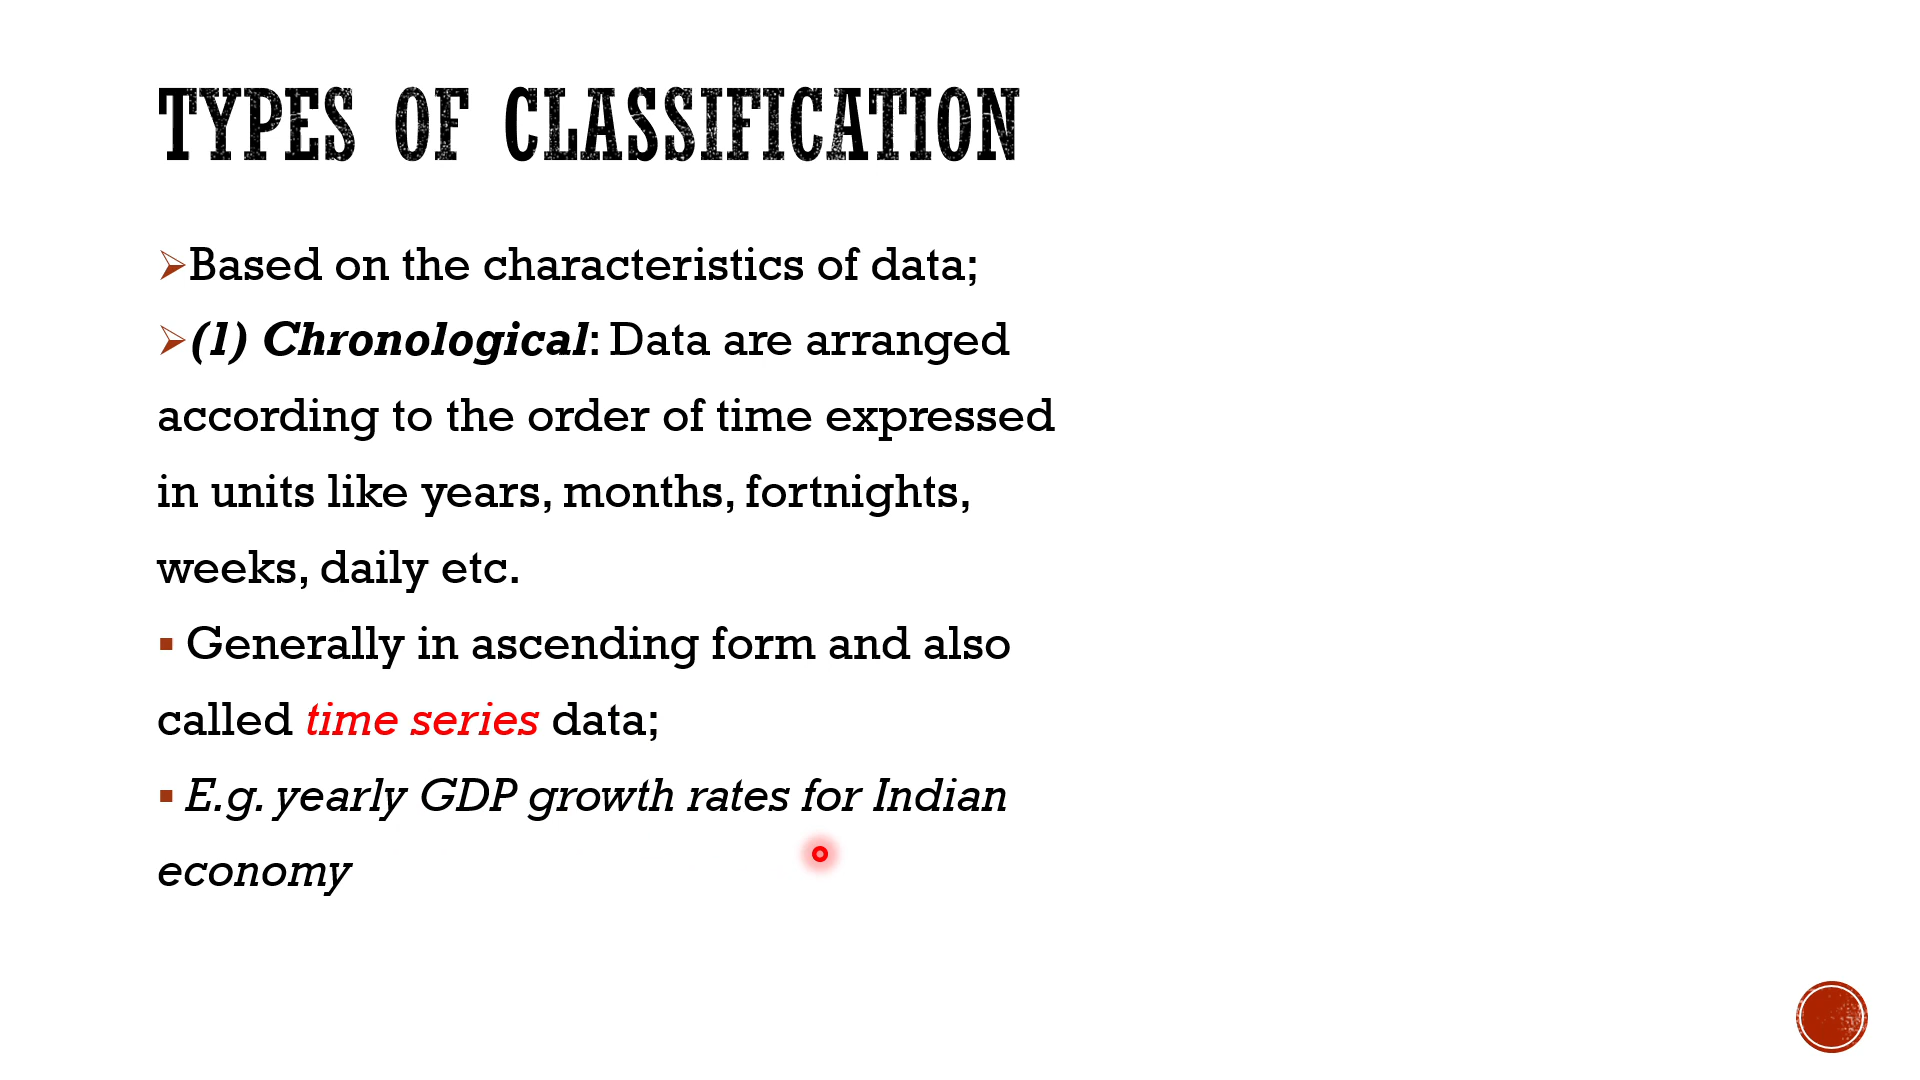 TYPES OF CLASSIFICATION
➢Based on the characteristics of data;
➢(1) Chronological: Data are arranged
according to the order of time expressed
in units like years, months, fortnights,
weeks, daily etc.
▪ Generally in ascending form and also
called time series data;
▪ E.g. yearly GDP growth rates for Indian
economy